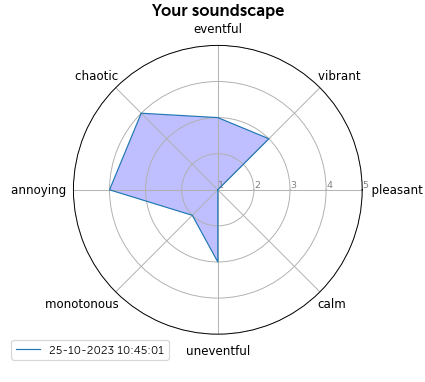 Your soundscape
eventful
chaotic
vibrant
annoying
1 2 3 4 5
pleasant
monotonous
calm
uneventful
25-10-2023 10:45:01